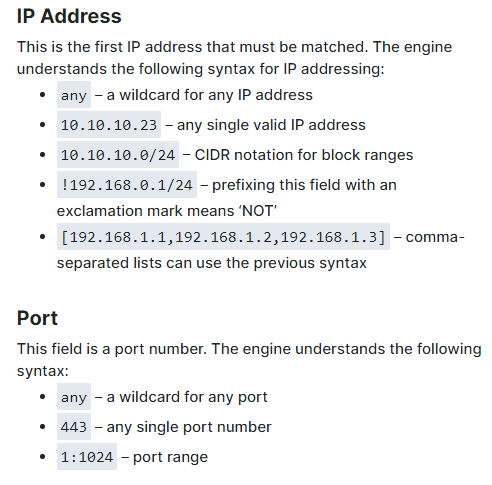 IP Address
This is the first IP address that must be matched. The engine
understands the following syntax for IP addressing:
• any – a wildcard for any IP address
• 10.10.10.23 – any single valid IP address
• 10.10.10.0/24 – CIDR notation for block ranges
• !192.168.0.1/24 – prefixing this field with an
exclamation mark means ‘NOT’
• [192.168.1.1,192.168.1.2,192.168.1.3] – comma-
separated lists can use the previous syntax
Port
This field is a port number. The engine understands the following
syntax:
• any – a wildcard for any port
• 443 – any single port number
• 1:1024 – port range